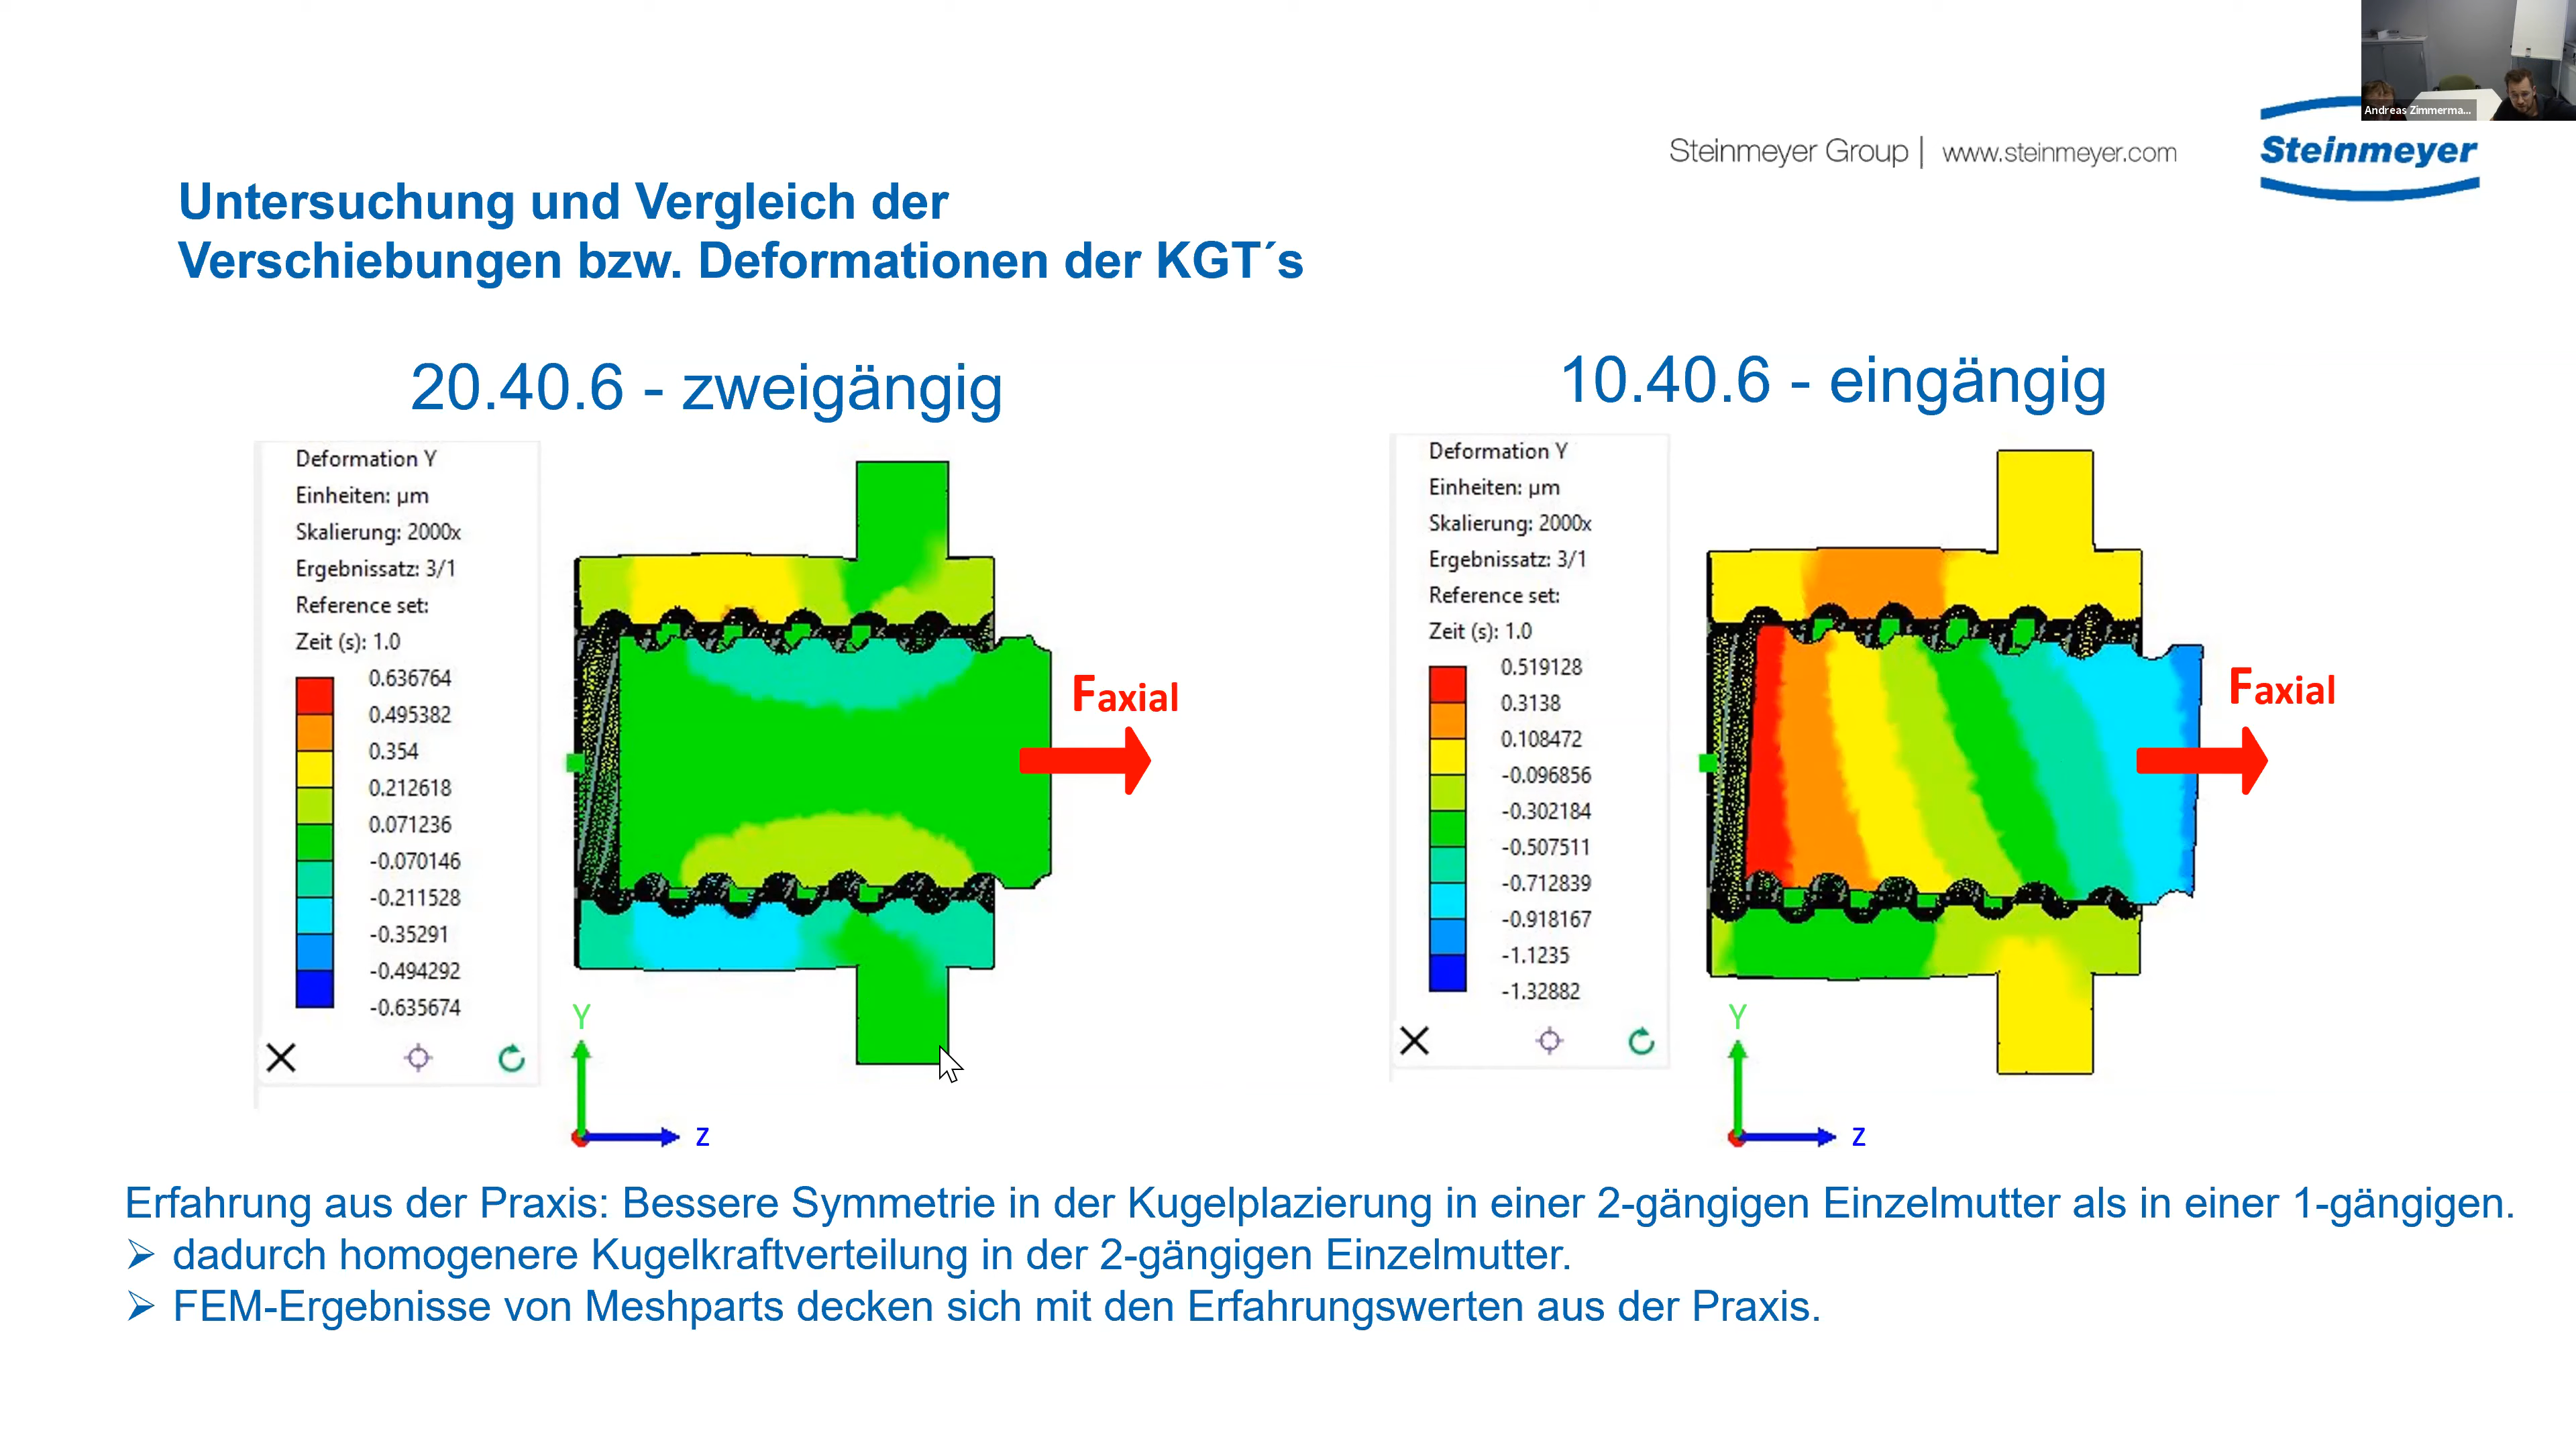 Andreas Zimmerma...
Steinmeyer Group | www.steinmeyer.com
Steinmeyer
Untersuchung und Vergleich der
Verschiebungen bzw. Deformationen der KGT´s
20.40.6 - zweigängig
Deformation Y
Einheiten: µm
Skalierung: 2000x
Ergebnissatz: 3/1
Reference set:
Zeit (s): 1.0
0.636764
0.495382
0.354
0.212618
0.071236
-0.070146
-0.211528
-0.35291
-0.494292
-0.635674
Faxial
Y
Z
10.40.6 - eingängig
Deformation Y
Einheiten: µm
Skalierung: 2000x
Ergebnissatz: 3/1
Reference set:
Zeit (s): 1.0
0.519128
0.3138
0.108472
-0.096856
-0.302184
-0.507511
-0.712839
-0.918167
-1.1235
-1.32882
Faxial
Y
Z
Erfahrung aus der Praxis: Bessere Symmetrie in der Kugelplazierung in einer 2-gängigen Einzelmutter als in einer 1-gängigen.
➢ dadurch homogenere Kugelkraftverteilung in der 2-gängigen Einzelmutter.
➢ FEM-Ergebnisse von Meshparts decken sich mit den Erfahrungswerten aus der Praxis.